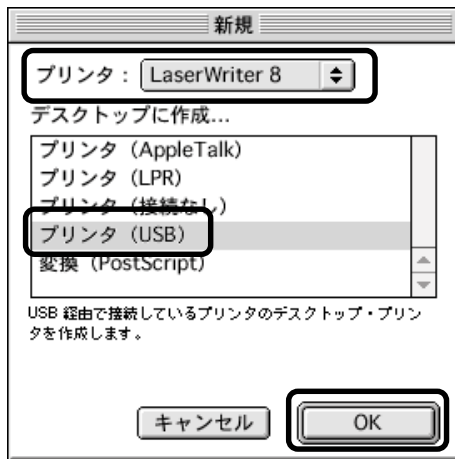 新規
プリンタ： LaserWriter 8
デスクトップに作成...
プリンタ（AppleTalk）
プリンタ（LPR）
プリンタ（接続なし）
プリンタ（USB）
変換（PostScript）
USB 経由で接続しているプリンタのデスクトップ・プリン
タを作成します。
キャンセル OK